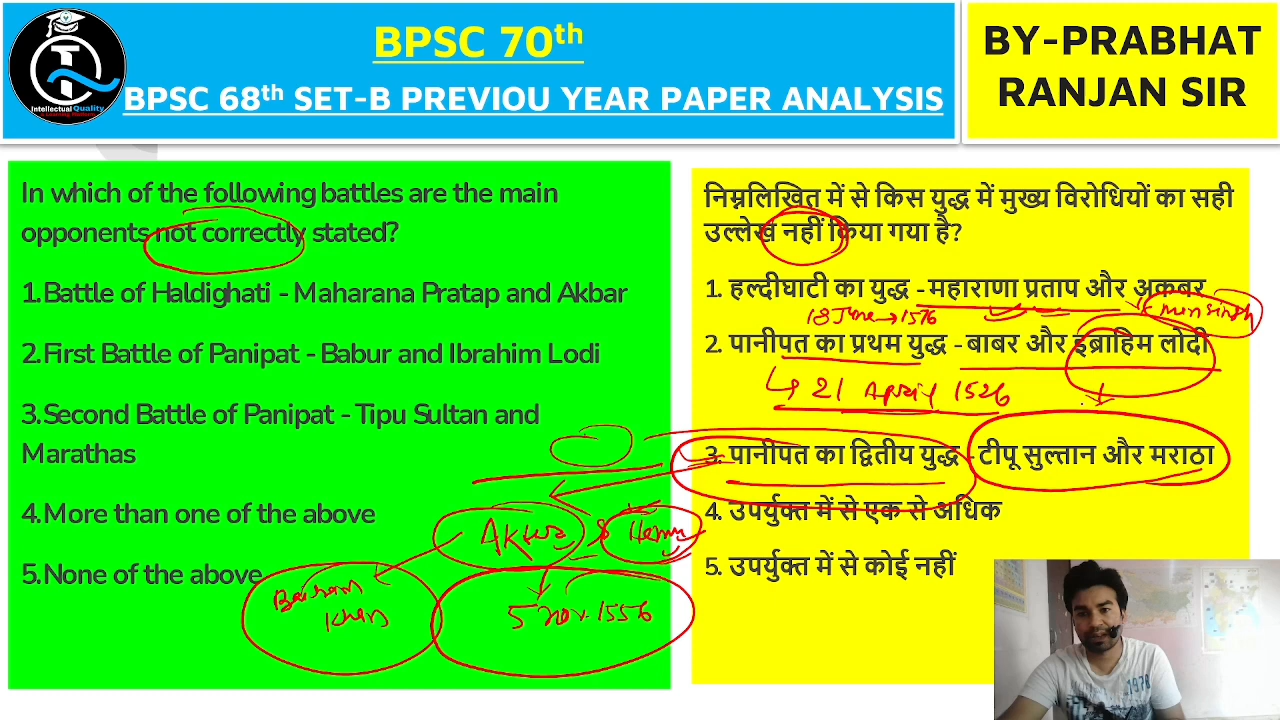 BPSC 70th
BPSC 68th SET-B PREVIOU YEAR PAPER ANALYSIS
BY-PRABHAT
RANJAN SIR
Intellectual Quality
In which of the following battles are the main
opponents not correctly stated?
1.Battle of Haldighati - Maharana Pratap and Akbar
2.First Battle of Panipat - Babur and Ibrahim Lodi
3.Second Battle of Panipat - Tipu Sultan and
Marathas
4.More than one of the above
5.None of the above
Akbar & Hemu
Bairam
Khan
5 nov. 1556
निम्नलिखित में से किस युद्ध में मुख्य विरोधियों का सही
उल्लेख नहीं किया गया है?
1. हल्दीघाटी का युद्ध - महाराणा प्रताप और अकबर
18 June → 1576
mansingh
2. पानीपत का प्रथम युद्ध - बाबर और इब्राहिम लोदी
21 April 1526
3. पानीपत का द्वितीय युद्ध - टीपू सुल्तान और मराठा
4. उपर्युक्त में से एक से अधिक
5. उपर्युक्त में से कोई नहीं